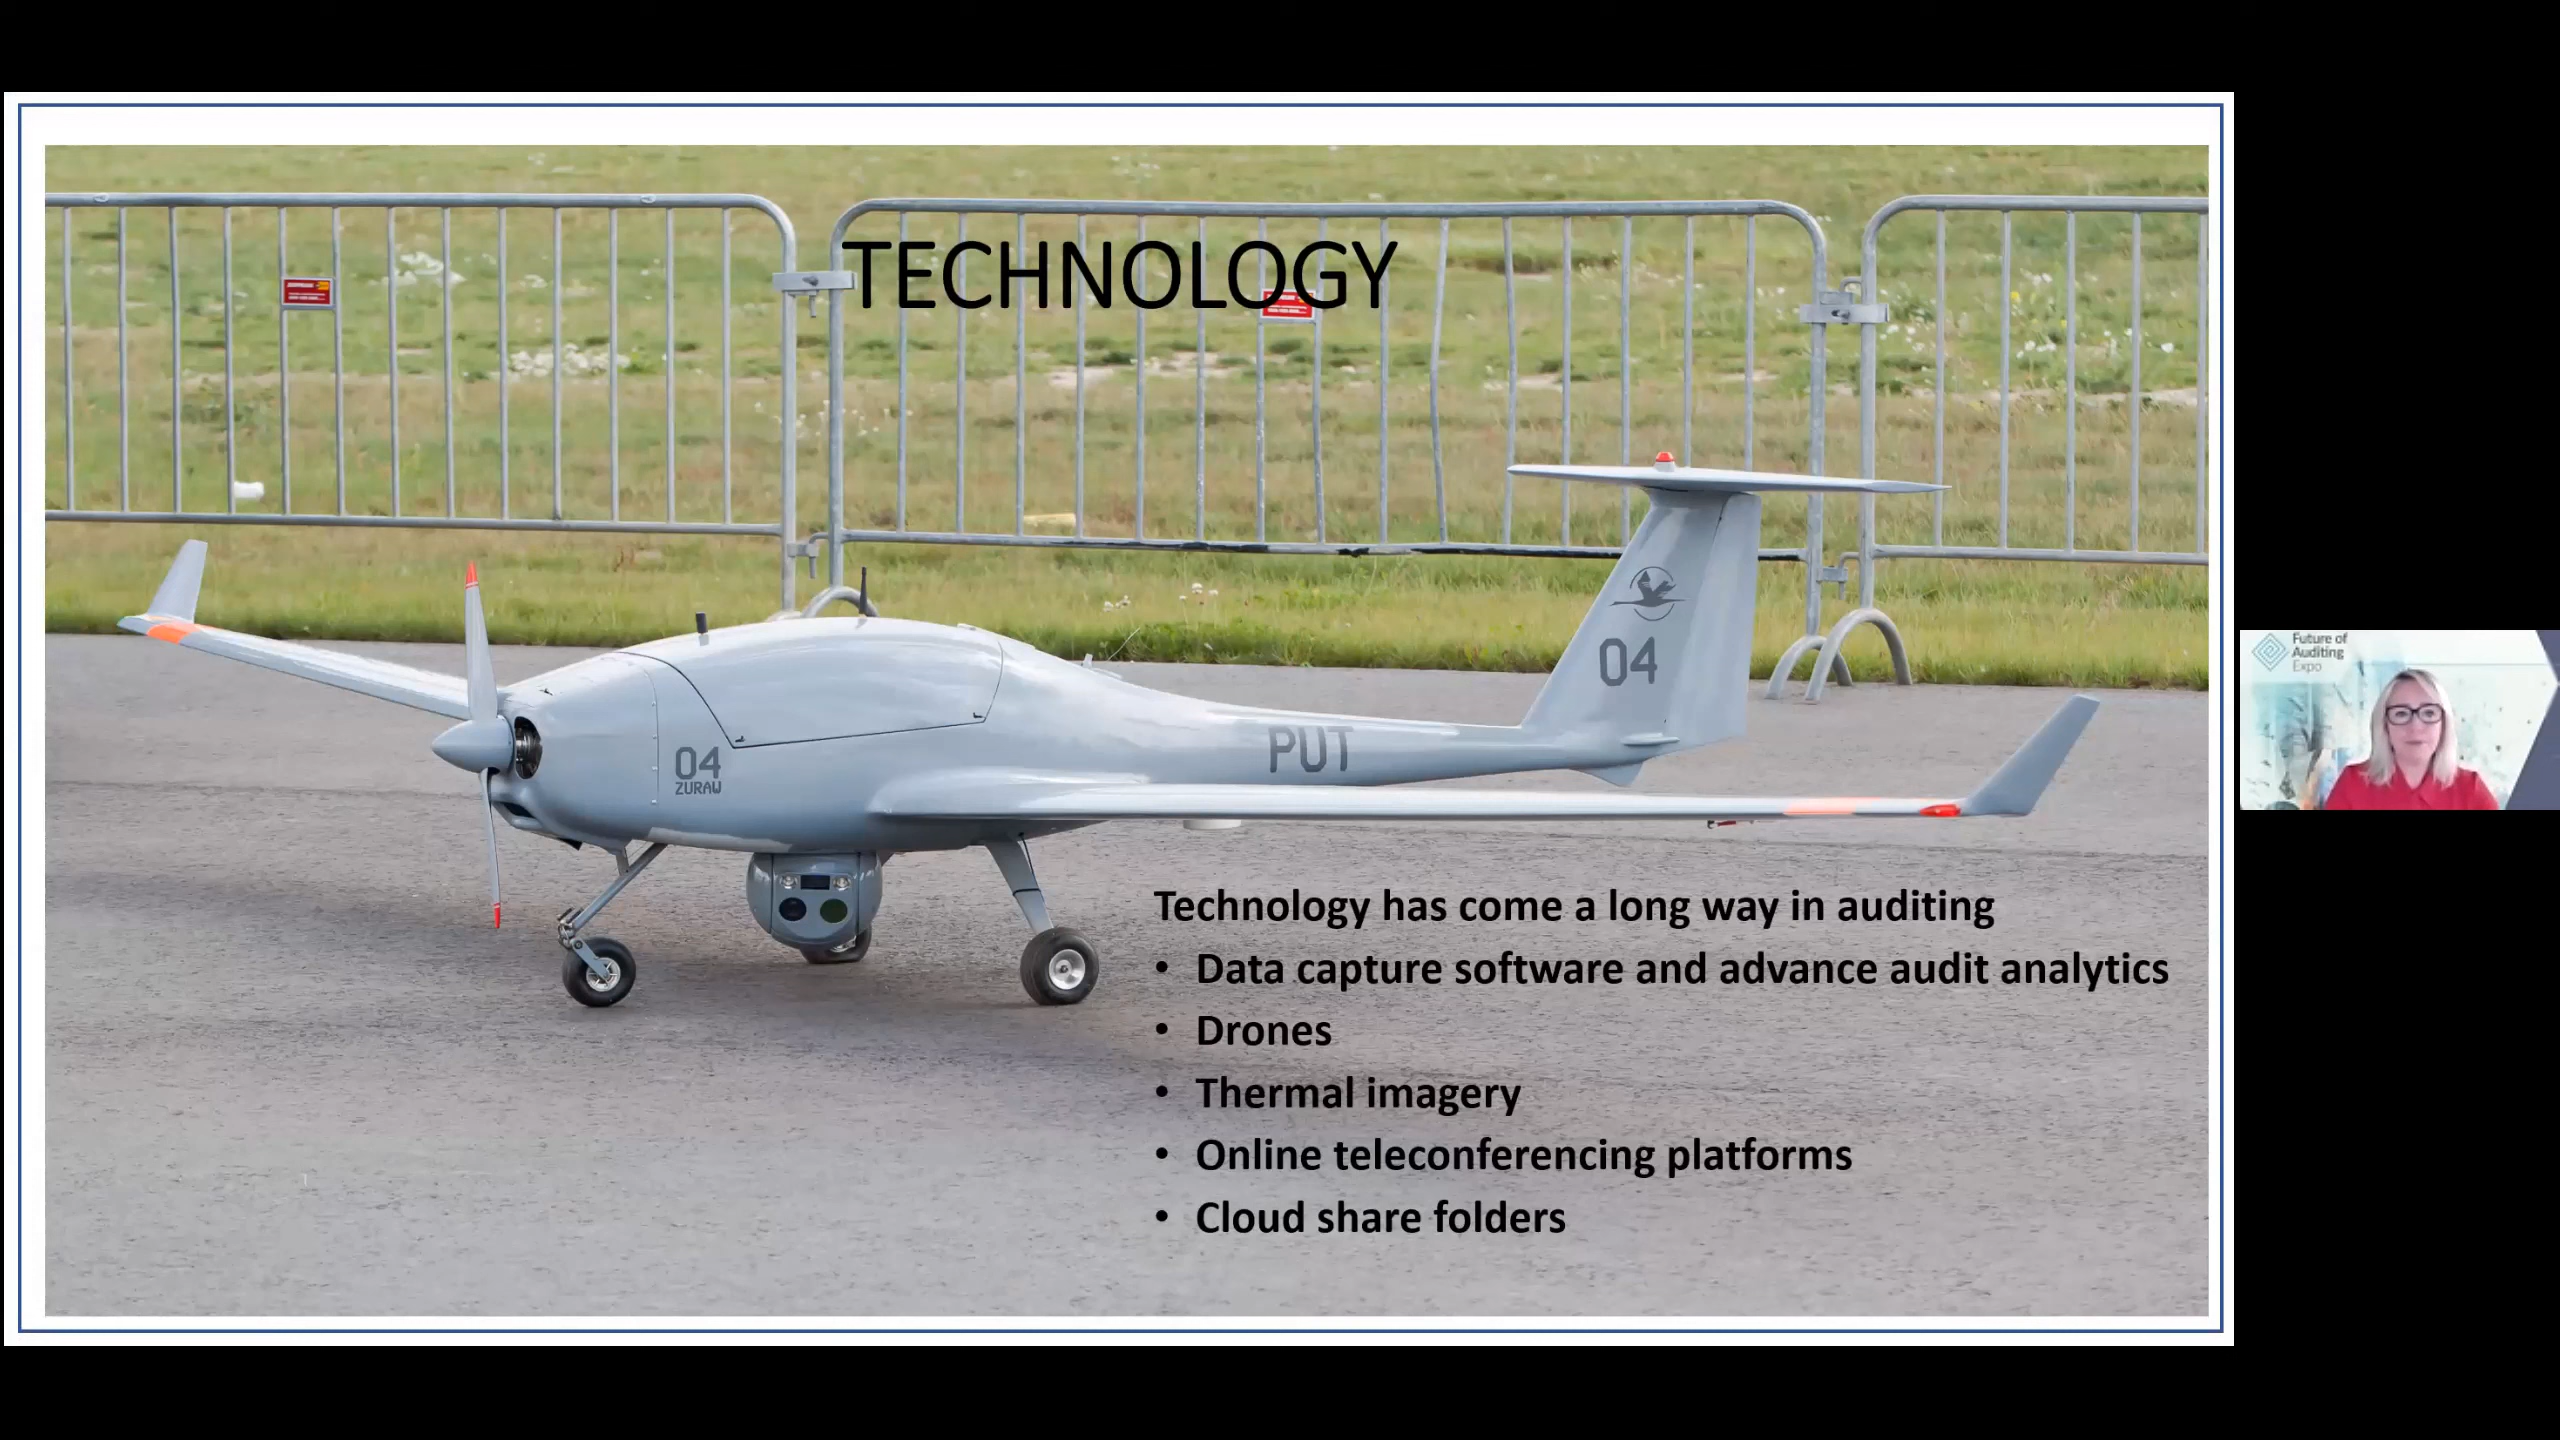 TECHNOLOGY
04
PUT
04
ZURAW
Technology has come a long way in auditing
• Data capture software and advance audit analytics
• Drones
• Thermal imagery
• Online teleconferencing platforms
• Cloud share folders
Future of
Auditing
Expo